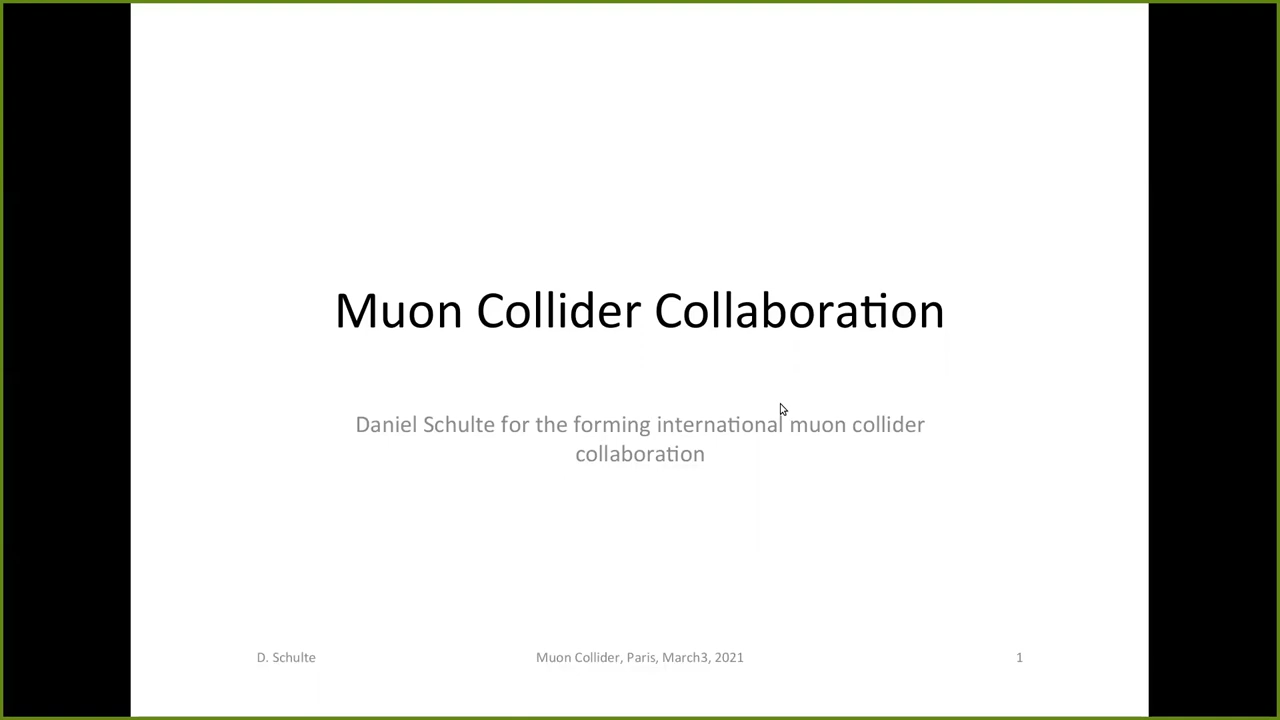 Muon Collider Collaboration
Daniel Schulte for the forming international muon collider
collaboration
D. Schulte
Muon Collider, Paris, March3, 2021
1